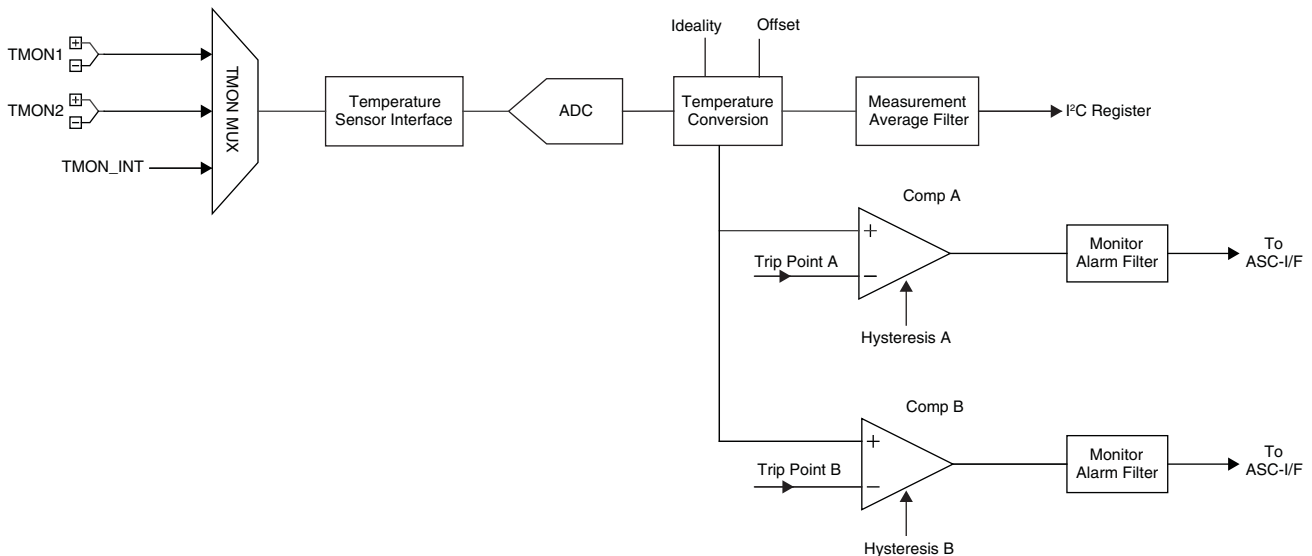 Ideality
Offset
TMON1
+
−
TMON2
+
−
TMON_INT
TMON MUX
Temperature
Sensor Interface
ADC
Temperature
Conversion
Measurement
Average Filter
I²C Register
Comp A
+
−
Trip Point A
Hysteresis A
Monitor
Alarm Filter
To
ASC-I/F
Comp B
+
−
Trip Point B
Hysteresis B
Monitor
Alarm Filter
To
ASC-I/F